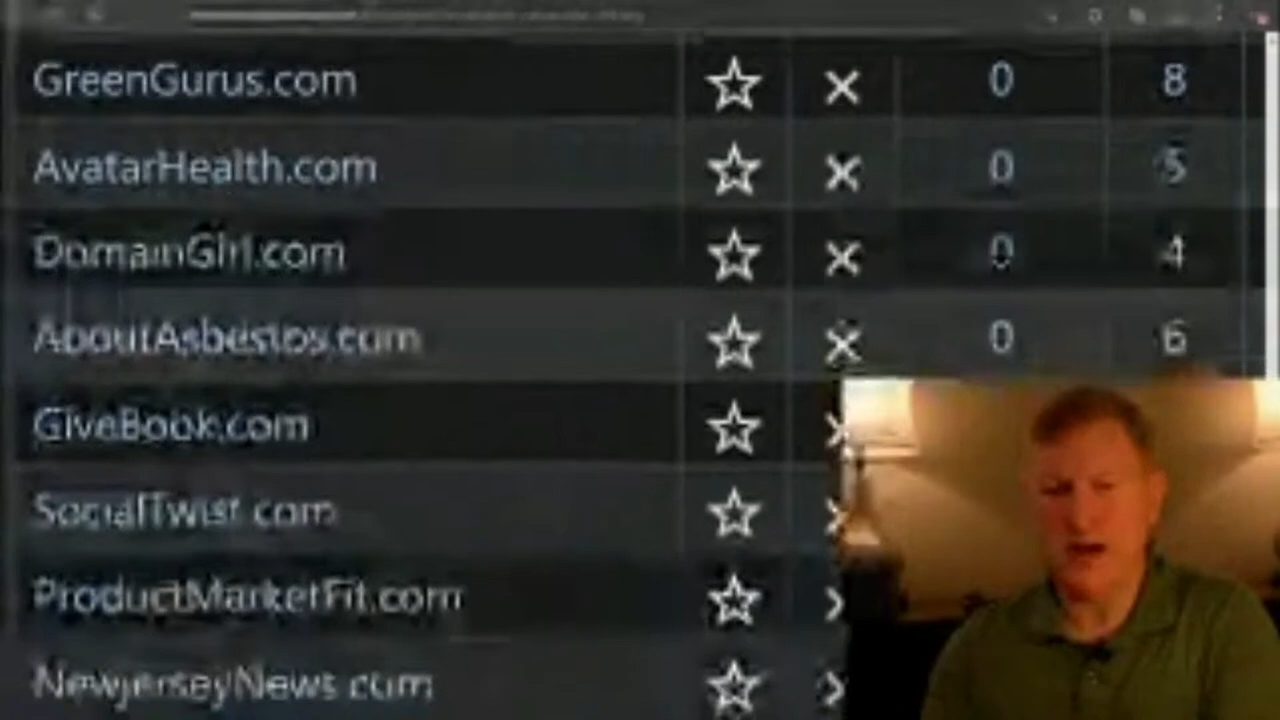 GreenGurus.com 0 8
AvatarHealth.com 0 5
DomainGirl.com 0 4
AboutAsbestos.com 0 6
GiveBook.com
SocialTwist.com
ProductMarketFit.com
NewjerseyNews.com